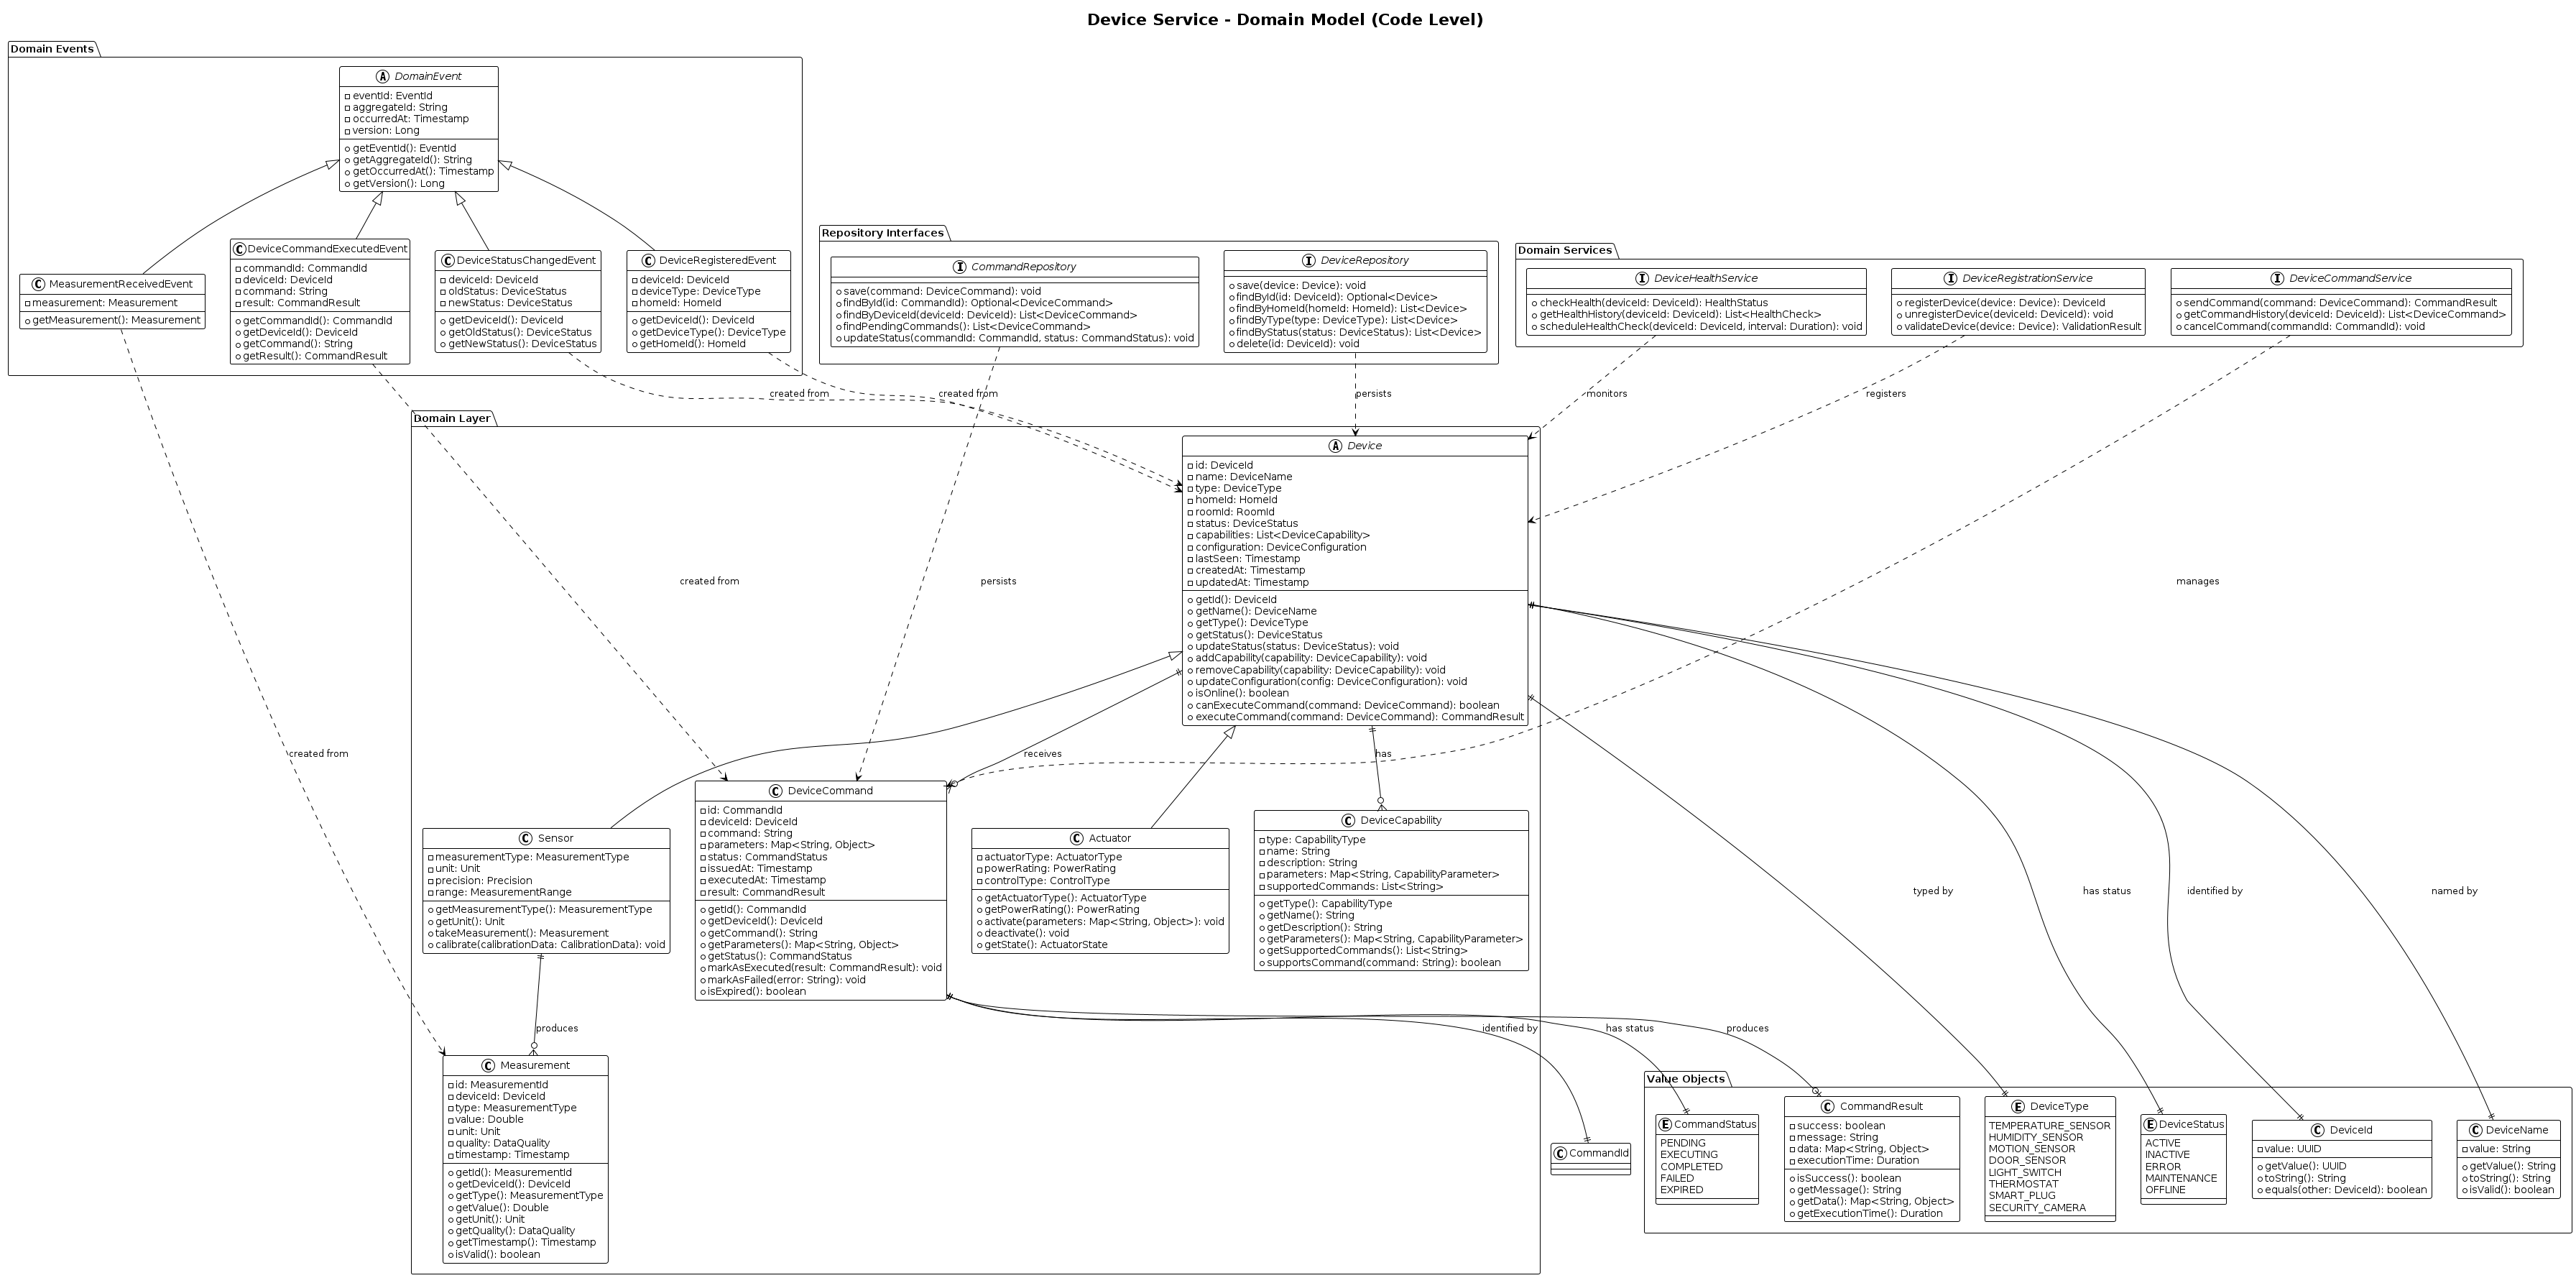 Device Service - Domain Model (Code Level)
Domain Events
DomainEvent
eventId: EventId
aggregateId: String
occurredAt: Timestamp
version: Long
getEventId(): EventId
getAggregateId(): String
getOccurredAt(): Timestamp
getVersion(): Long
MeasurementReceivedEvent
measurement: Measurement
getMeasurement(): Measurement
DeviceCommandExecutedEvent
commandId: CommandId
deviceId: DeviceId
command: String
result: CommandResult
getCommandId(): CommandId
getDeviceId(): DeviceId
getCommand(): String
getResult(): CommandResult
DeviceStatusChangedEvent
deviceId: DeviceId
oldStatus: DeviceStatus
newStatus: DeviceStatus
getDeviceId(): DeviceId
getOldStatus(): DeviceStatus
getNewStatus(): DeviceStatus
DeviceRegisteredEvent
deviceId: DeviceId
deviceType: DeviceType
homeId: HomeId
getDeviceId(): DeviceId
getDeviceType(): DeviceType
getHomeId(): HomeId
Repository Interfaces
CommandRepository
save(command: DeviceCommand): void
findById(id: CommandId): Optional<DeviceCommand>
findByDeviceId(deviceId: DeviceId): List<DeviceCommand>
findPendingCommands(): List<DeviceCommand>
updateStatus(commandId: CommandId, status: CommandStatus): void
DeviceRepository
save(device: Device): void
findById(id: DeviceId): Optional<Device>
findByHomeId(homeId: HomeId): List<Device>
findByType(type: DeviceType): List<Device>
findByStatus(status: DeviceStatus): List<Device>
delete(id: DeviceId): void
Domain Services
DeviceHealthService
checkHealth(deviceId: DeviceId): HealthStatus
getHealthHistory(deviceId: DeviceId): List<HealthCheck>
scheduleHealthCheck(deviceId: DeviceId, interval: Duration): void
DeviceRegistrationService
registerDevice(device: Device): DeviceId
unregisterDevice(deviceId: DeviceId): void
validateDevice(device: Device): ValidationResult
DeviceCommandService
sendCommand(command: DeviceCommand): CommandResult
getCommandHistory(deviceId: DeviceId): List<DeviceCommand>
cancelCommand(commandId: CommandId): void
created from
created from
persists
monitors
registers
Domain Layer
Device
id: DeviceId
name: DeviceName
type: DeviceType
homeId: HomeId
roomId: RoomId
status: DeviceStatus
capabilities: List<DeviceCapability>
configuration: DeviceConfiguration
lastSeen: Timestamp
createdAt: Timestamp
updatedAt: Timestamp
getId(): DeviceId
getName(): DeviceName
getType(): DeviceType
getStatus(): DeviceStatus
updateStatus(status: DeviceStatus): void
addCapability(capability: DeviceCapability): void
removeCapability(capability: DeviceCapability): void
updateConfiguration(config: DeviceConfiguration): void
isOnline(): boolean
canExecuteCommand(command: DeviceCommand): boolean
executeCommand(command: DeviceCommand): CommandResult
created from
persists
manages
created from
receives
has
Sensor
measurementType: MeasurementType
unit: Unit
precision: Precision
range: MeasurementRange
getMeasurementType(): MeasurementType
getUnit(): Unit
takeMeasurement(): Measurement
calibrate(calibrationData: CalibrationData): void
DeviceCommand
id: CommandId
deviceId: DeviceId
command: String
parameters: Map<String, Object>
status: CommandStatus
issuedAt: Timestamp
executedAt: Timestamp
result: CommandResult
getId(): CommandId
getDeviceId(): DeviceId
getCommand(): String
getParameters(): Map<String, Object>
getStatus(): CommandStatus
markAsExecuted(result: CommandResult): void
markAsFailed(error: String): void
isExpired(): boolean
Actuator
actuatorType: ActuatorType
powerRating: PowerRating
controlType: ControlType
getActuatorType(): ActuatorType
getPowerRating(): PowerRating
activate(parameters: Map<String, Object>): void
deactivate(): void
getState(): ActuatorState
DeviceCapability
type: CapabilityType
name: String
description: String
parameters: Map<String, CapabilityParameter>
supportedCommands: List<String>
getType(): CapabilityType
getName(): String
getDescription(): String
getParameters(): Map<String, CapabilityParameter>
getSupportedCommands(): List<String>
supportsCommand(command: String): boolean
typed by
has status
identified by
named by
produces
identified by
has status
produces
Measurement
id: MeasurementId
deviceId: DeviceId
type: MeasurementType
value: Double
unit: Unit
quality: DataQuality
timestamp: Timestamp
getId(): MeasurementId
getDeviceId(): DeviceId
getType(): MeasurementType
getValue(): Double
getUnit(): Unit
getQuality(): DataQuality
getTimestamp(): Timestamp
isValid(): boolean
CommandId
Value Objects
CommandStatus
PENDING
EXECUTING
COMPLETED
FAILED
EXPIRED
CommandResult
success: boolean
message: String
data: Map<String, Object>
executionTime: Duration
isSuccess(): boolean
getMessage(): String
getData(): Map<String, Object>
getExecutionTime(): Duration
DeviceType
TEMPERATURE_SENSOR
HUMIDITY_SENSOR
MOTION_SENSOR
DOOR_SENSOR
LIGHT_SWITCH
THERMOSTAT
SMART_PLUG
SECURITY_CAMERA
DeviceStatus
ACTIVE
INACTIVE
ERROR
MAINTENANCE
OFFLINE
DeviceId
value: UUID
getValue(): UUID
toString(): String
equals(other: DeviceId): boolean
DeviceName
value: String
getValue(): String
toString(): String
isValid(): boolean